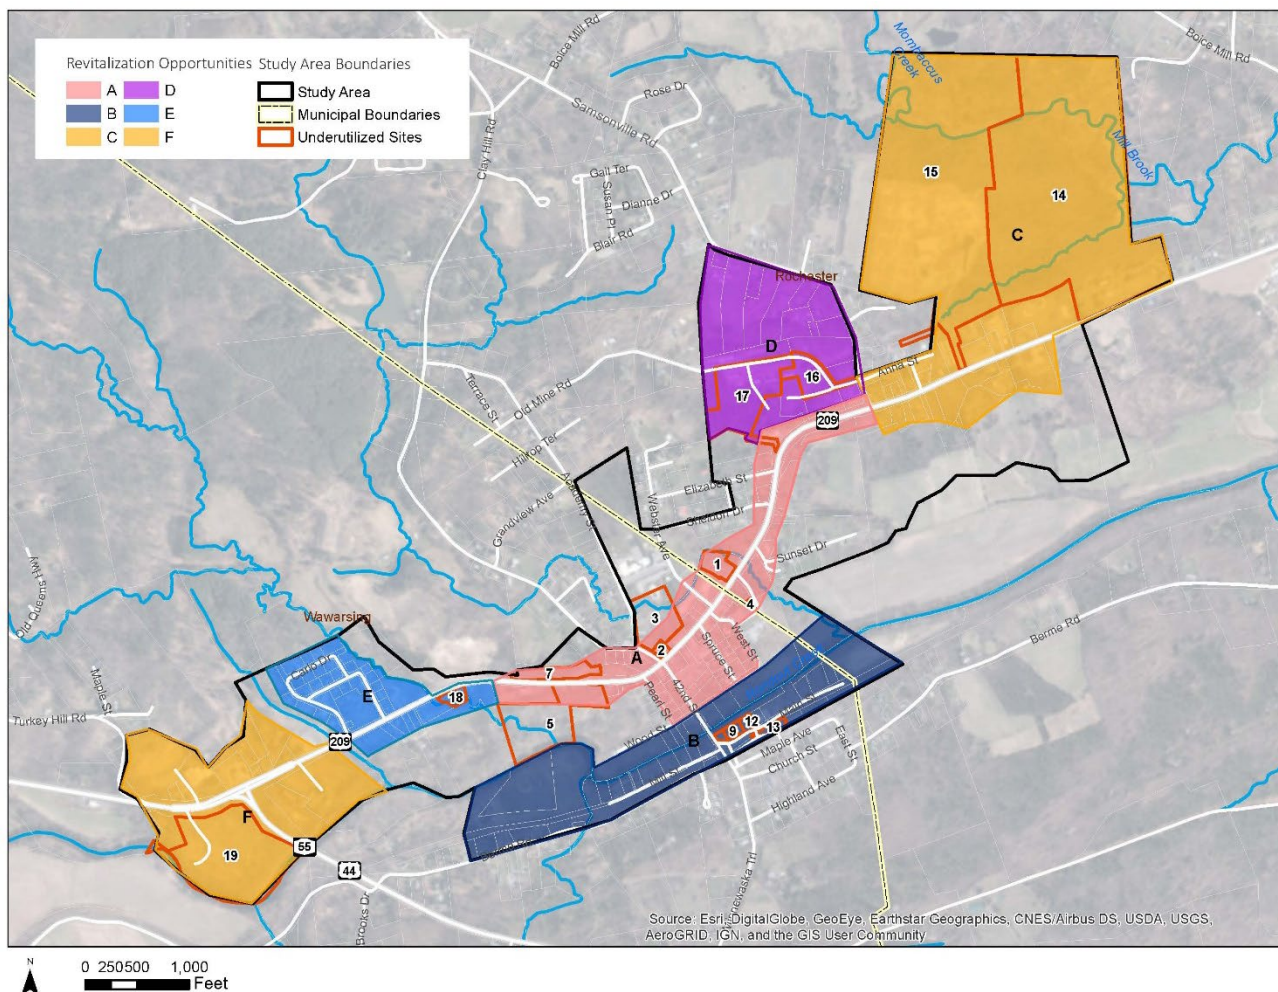 Revitalization Opportunities
A
B
C
D
E
F
Study Area Boundaries
Study Area
Municipal Boundaries
Underutilized Sites
Boice Mill Rd
Boice Mill Rd
Mombaccus
Creek
Mill Brook
Samsonville Rd
Rose Dr
Clay Hill Rd
Gail Ter
Susan Pl
Dianne Dr
Blair Rd
15
14
C
Rochester
D
16
17
Anna St
209
Terrace St
Old Mine Rd
Hilltop Ter
Academy St
Grandview Ave
Elizabeth St
Sheldon Dr
Webster Ave
Sunset Dr
1
3
4
2
A
West St
Spruce St
42nd St
Pearl St
Wood St
7
5
Old Queens Hwy
Wawarsing
Maple St
Turkey Hill Rd
E
18
209
Berme Rd
Main St
12
9
13
B
Mill St
Maple Ave
Church St
East St
Highland Ave
F
19
55
44
Brooks Dr
Source: Esri, DigitalGlobe, GeoEye, Earthstar Geographics, CNES/Airbus DS, USDA, USGS,
AeroGRID, IGN, and the GIS User Community
N
0 250500 1,000
Feet